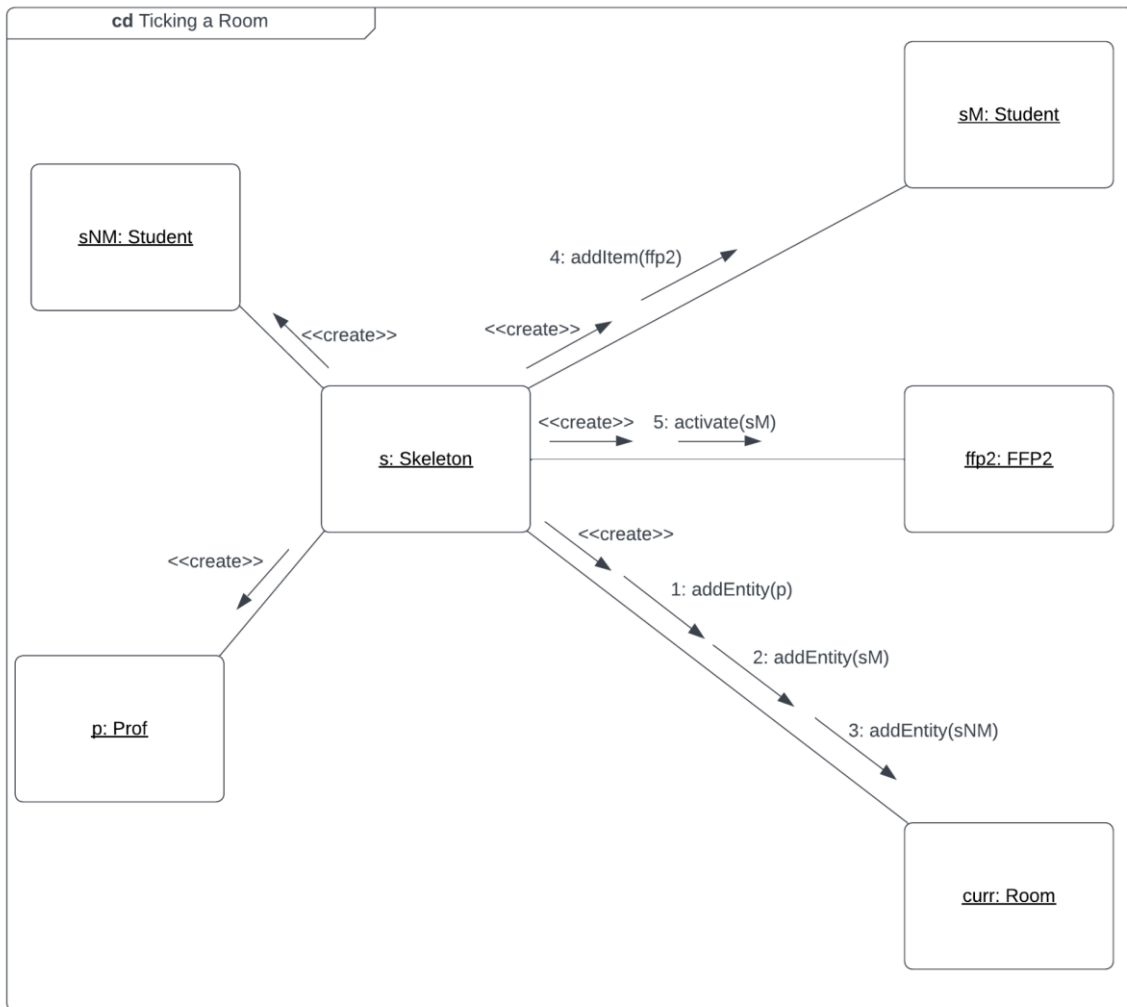 cd Ticking a Room
sM: Student
sNM: Student
4: addItem(ffp2)
<<create>>
<<create>>
<<create>>
5: activate(sM)
s: Skeleton
ffp2: FFP2
<<create>>
<<create>>
1: addEntity(p)
2: addEntity(sM)
p: Prof
3: addEntity(sNM)
curr: Room